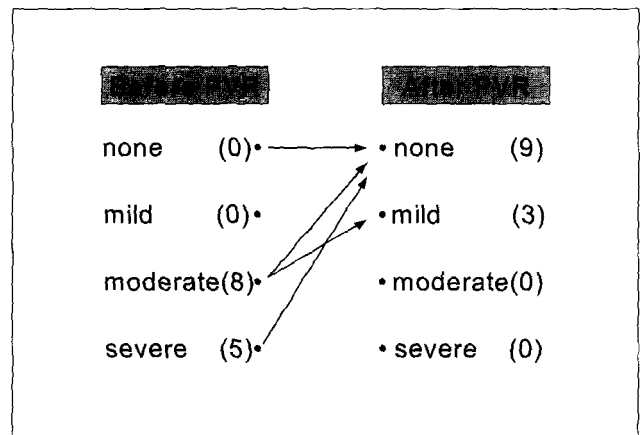 Before PVR After PVR
none (0)• • none (9)
mild (0)• • mild (3)
moderate(8)• • moderate(0)
severe (5)• • severe (0)